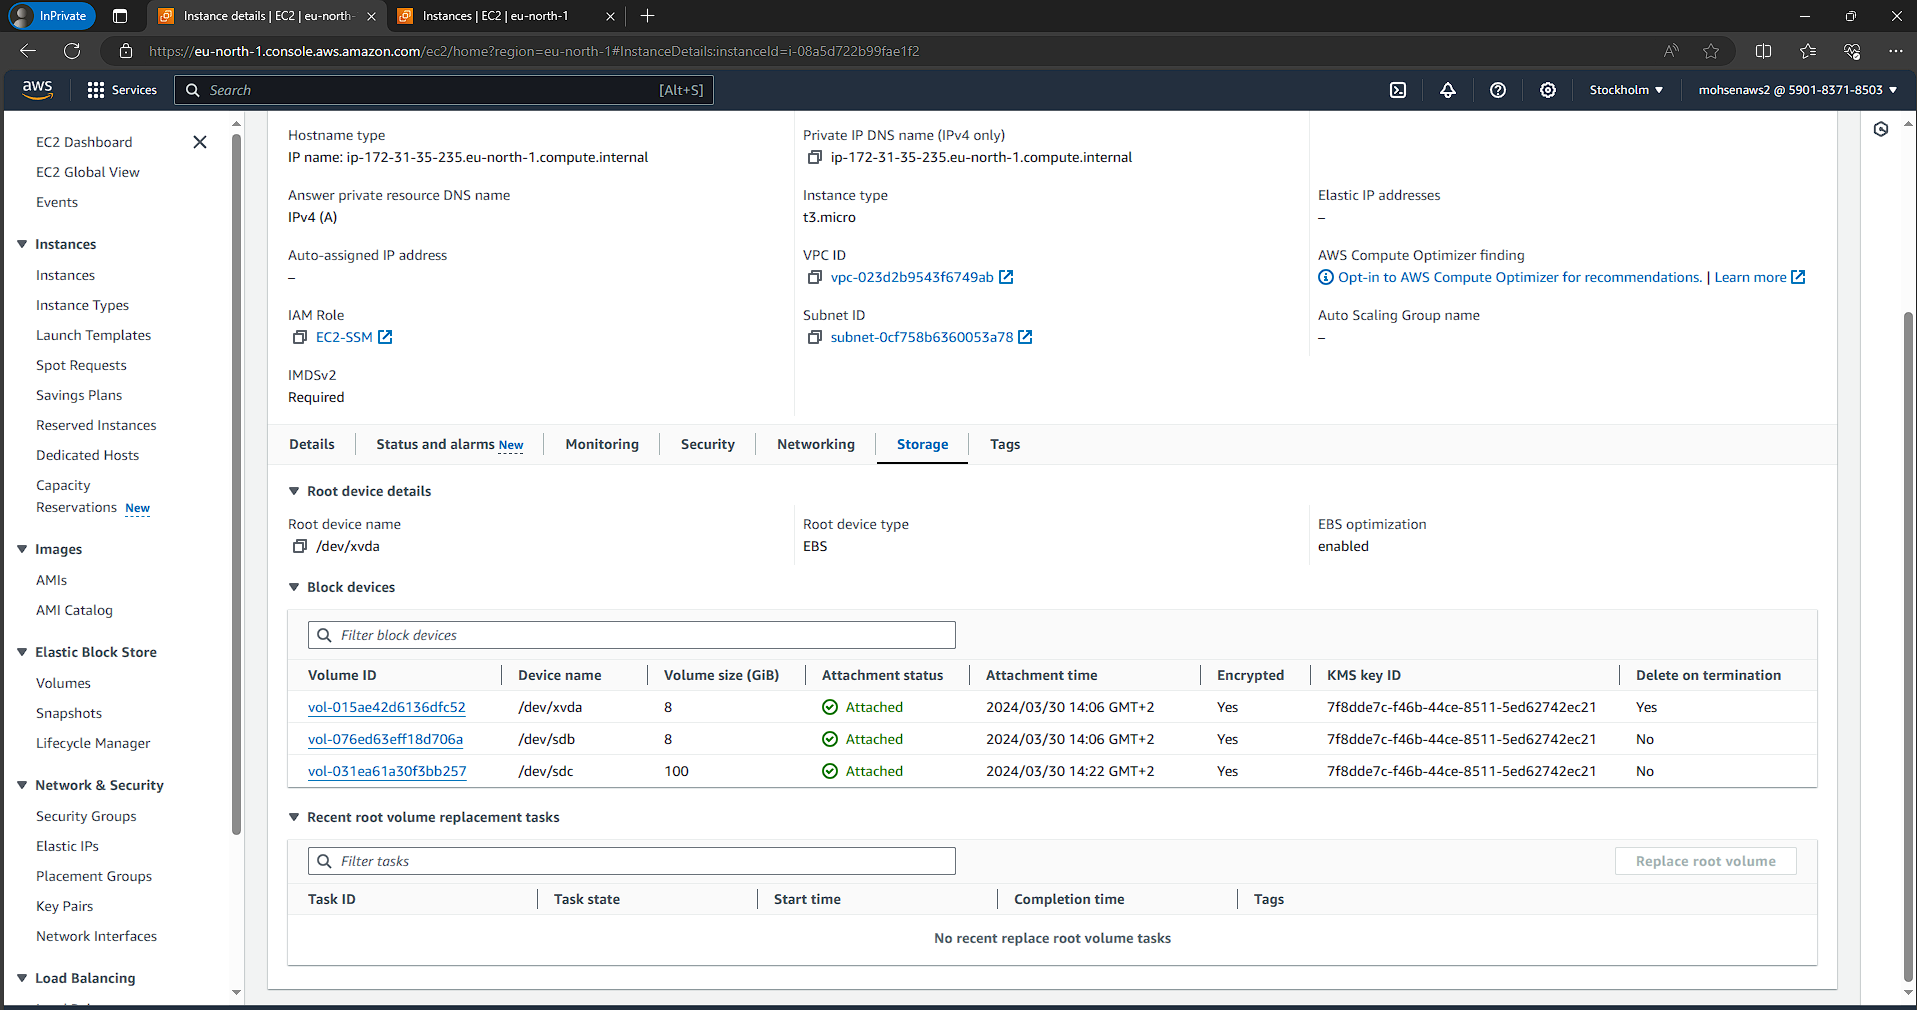 InPrivate
Instance details | EC2 | eu-north-
Instances | EC2 | eu-north-1
https://eu-north-1.console.aws.amazon.com/ec2/home?region=eu-north-1#InstanceDetails:instanceId=i-08a5d722b99fae1f2
aws
Services
Search
[Alt+S]
Stockholm
mohsenaws2 @ 5901-8371-8503
EC2 Dashboard
EC2 Global View
Events
Instances
Instances
Instance Types
Launch Templates
Spot Requests
Savings Plans
Reserved Instances
Dedicated Hosts
Capacity
Reservations New
Images
AMIs
AMI Catalog
Elastic Block Store
Volumes
Snapshots
Lifecycle Manager
Network & Security
Security Groups
Elastic IPs
Placement Groups
Key Pairs
Network Interfaces
Load Balancing
Hostname type
IP name: ip-172-31-35-235.eu-north-1.compute.internal
Private IP DNS name (IPv4 only)
ip-172-31-35-235.eu-north-1.compute.internal
Answer private resource DNS name
IPv4 (A)
Instance type
t3.micro
Elastic IP addresses
–
Auto-assigned IP address
–
VPC ID
vpc-023d2b9543f6749ab
AWS Compute Optimizer finding
Opt-in to AWS Compute Optimizer for recommendations. | Learn more
IAM Role
EC2-SSM
Subnet ID
subnet-0cf758b6360053a78
Auto Scaling Group name
–
IMDSv2
Required
Details
Status and alarms New
Monitoring
Security
Networking
Storage
Tags
Root device details
Root device name
/dev/xvda
Root device type
EBS
EBS optimization
enabled
Block devices
Filter block devices
Volume ID Device name Volume size (GiB) Attachment status Attachment time Encrypted KMS key ID Delete on termination
vol-015ae42d6136dfc52 /dev/xvda 8 Attached 2024/03/30 14:06 GMT+2 Yes 7f8dde7c-f46b-44ce-8511-5ed62742ec21 Yes
vol-076ed63eff18d706a /dev/sdb 8 Attached 2024/03/30 14:06 GMT+2 Yes 7f8dde7c-f46b-44ce-8511-5ed62742ec21 No
vol-031ea61a30f3bb257 /dev/sdc 100 Attached 2024/03/30 14:22 GMT+2 Yes 7f8dde7c-f46b-44ce-8511-5ed62742ec21 No
Recent root volume replacement tasks
Filter tasks
Replace root volume
Task ID Task state Start time Completion time Tags
No recent replace root volume tasks